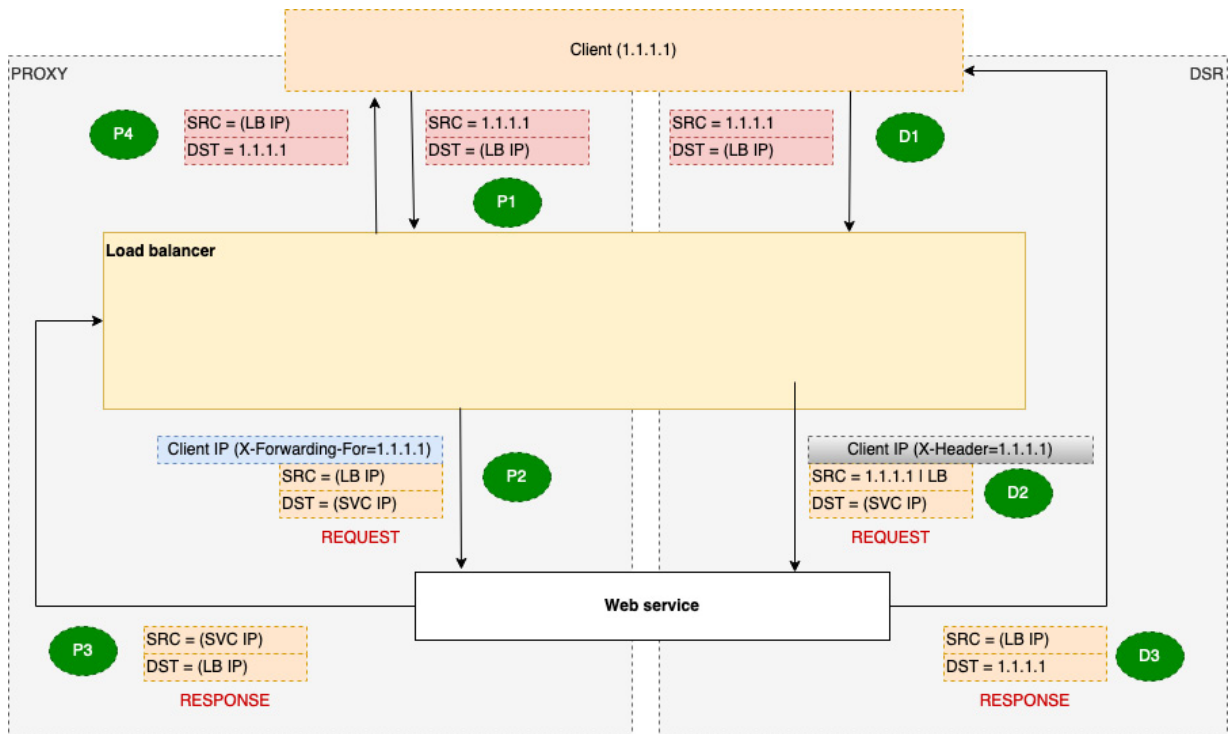 Client (1.1.1.1)
PROXY
DSR
P4
SRC = (LB IP)
DST = 1.1.1.1
SRC = 1.1.1.1
DST = (LB IP)
P1
SRC = 1.1.1.1
DST = (LB IP)
D1
Load balancer
Client IP (X-Forwarding-For=1.1.1.1)
SRC = (LB IP)
DST = (SVC IP)
P2
REQUEST
Client IP (X-Header=1.1.1.1)
SRC = 1.1.1.1 | LB
DST = (SVC IP)
D2
REQUEST
Web service
P3
SRC = (SVC IP)
DST = (LB IP)
RESPONSE
SRC = (LB IP)
DST = 1.1.1.1
D3
RESPONSE